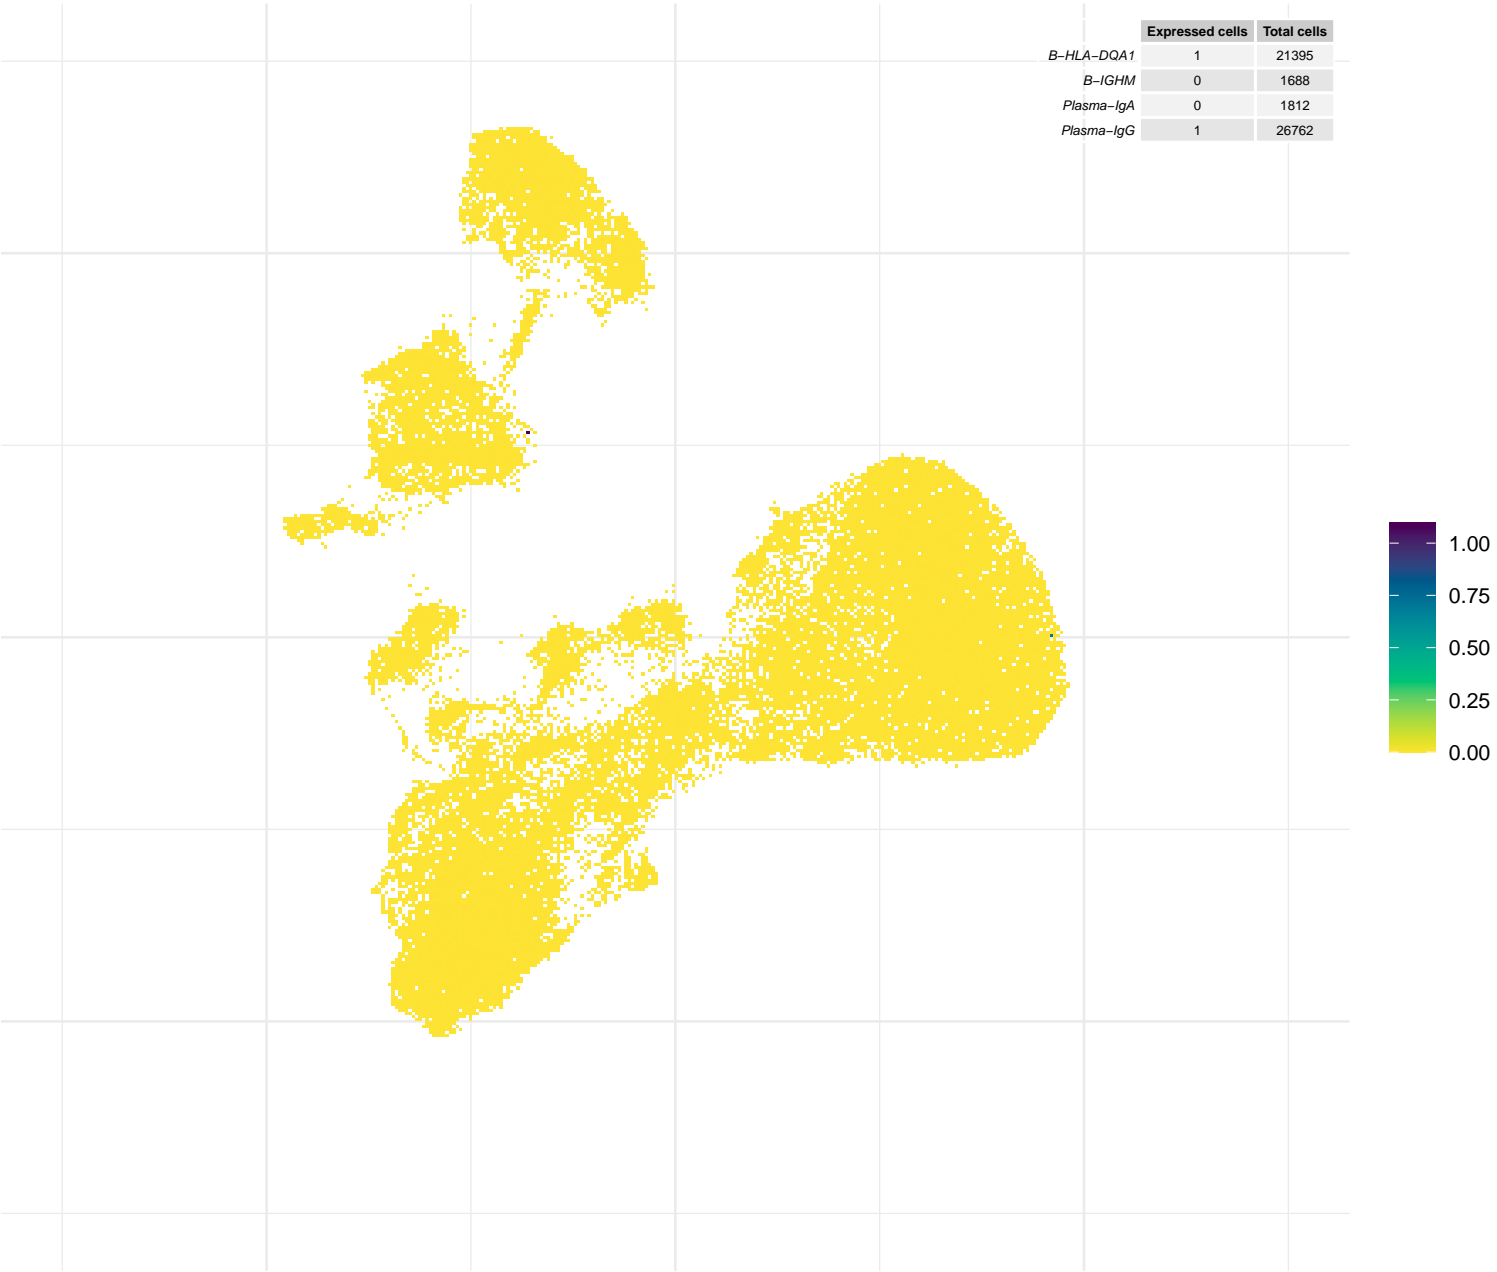 Expressed cells Total cells
B−HLA−DQA1 1 21395
B−IGHM 0 1688
Plasma−IgA 0 1812
Plasma−IgG 1 26762
1.00
0.75
0.50
0.25
0.00